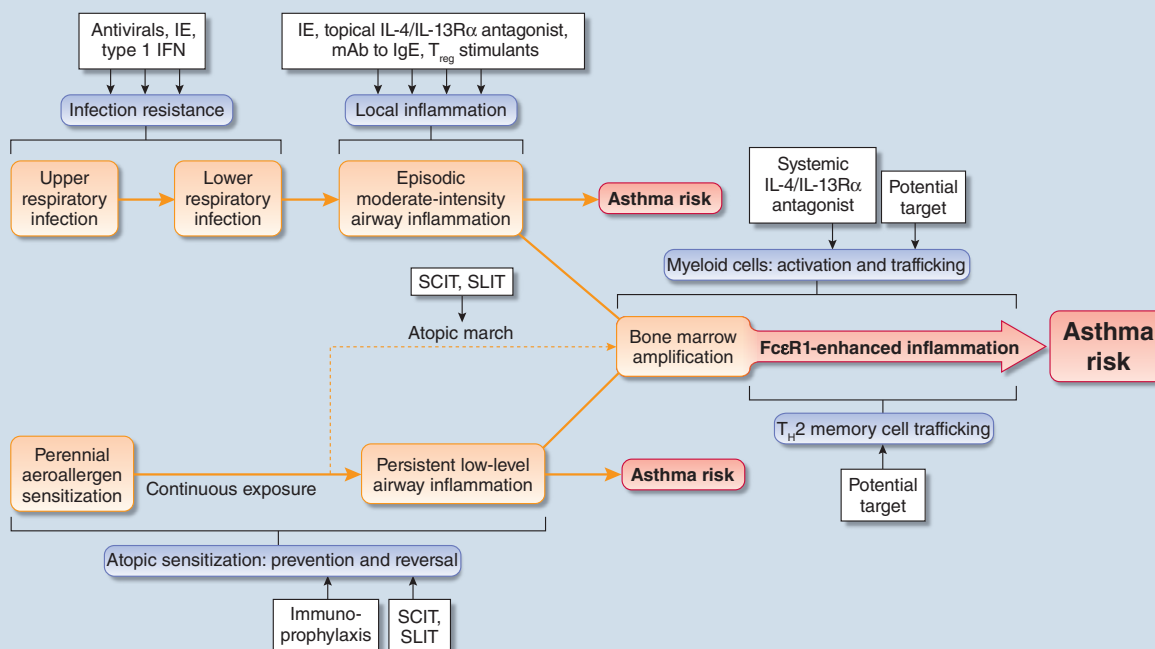 Antivirals, IE,
type 1 IFN
IE, topical IL-4/IL-13Rα antagonist,
mAb to IgE, Treg stimulants
Infection resistance
Local inflammation
Upper
respiratory
infection
Lower
respiratory
infection
Episodic
moderate-intensity
airway inflammation
Asthma risk
Systemic
IL-4/IL-13Rα
antagonist
Potential
target
Myeloid cells: activation and trafficking
SCIT, SLIT
Atopic march
Bone marrow
amplification
FcεR1-enhanced inflammation
Asthma
risk
TH2 memory cell trafficking
Potential
target
Perennial
aeroallergen
sensitization
Continuous exposure
Persistent low-level
airway inflammation
Asthma risk
Atopic sensitization: prevention and reversal
Immuno-
prophylaxis
SCIT,
SLIT